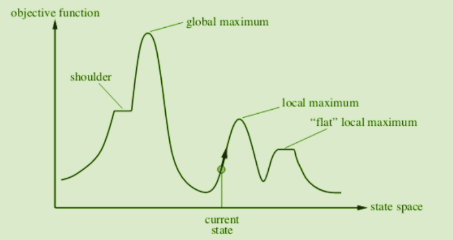 objective function
global maximum
shoulder
local maximum
“flat” local maximum
state space
current
state